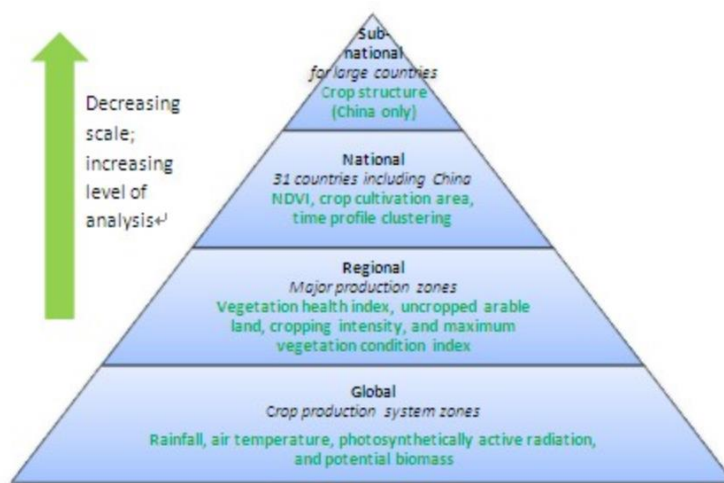 Decreasing
scale;
increasing
level of
analysis↵
Sub-
national
for large countries
Crop structure
(China only)
National
31 countries including China
NDVI, crop cultivation area,
time profile clustering
Regional
Major production zones
Vegetation health index, uncropped arable
land, cropping intensity, and maximum
vegetation condition index
Global
Crop production system zones
Rainfall, air temperature, photosynthetically active radiation,
and potential biomass